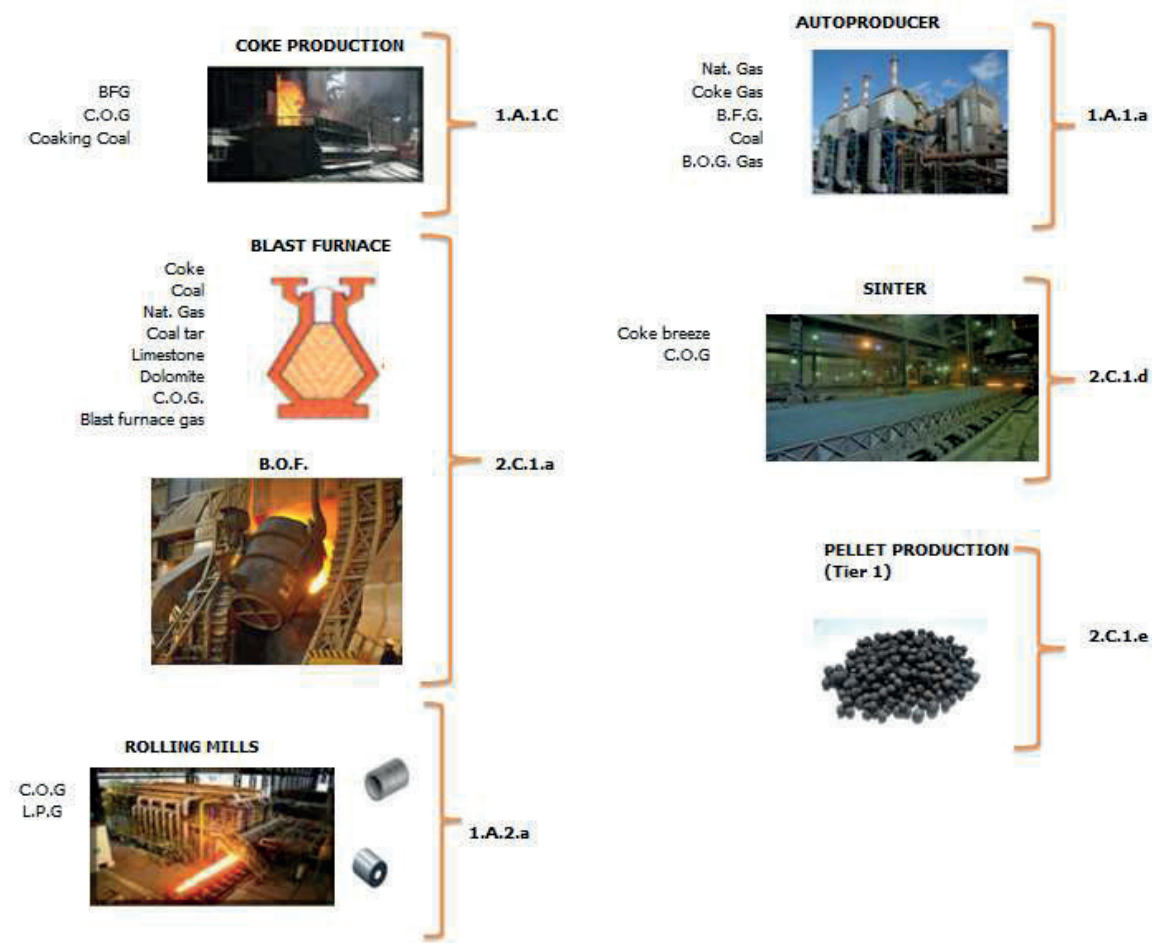 COKE PRODUCTION
BFG
C.O.G
Coaking Coal
1.A.1.C
BLAST FURNACE
Coke
Coal
Nat. Gas
Coal tar
Limestone
Dolomite
C.O.G.
Blast furnace gas
B.O.F.
2.C.1.a
ROLLING MILLS
C.O.G
L.P.G
1.A.2.a
AUTOPRODUCER
Nat. Gas
Coke Gas
B.F.G.
Coal
B.O.G. Gas
1.A.1.a
SINTER
Coke breeze
C.O.G
2.C.1.d
PELLET PRODUCTION
(Tier 1)
2.C.1.e